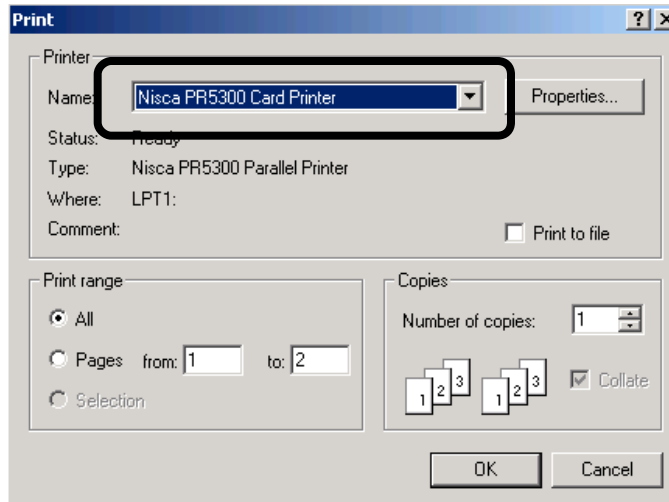 Print
Printer
Name: Nisca PR5300 Card Printer Properties...
Status: Ready
Type: Nisca PR5300 Parallel Printer
Where: LPT1:
Comment: Print to file
Print range Copies
All Number of copies: 1
Pages from: 1 to: 2
1 2 3 1 2 3 Collate
Selection
OK Cancel